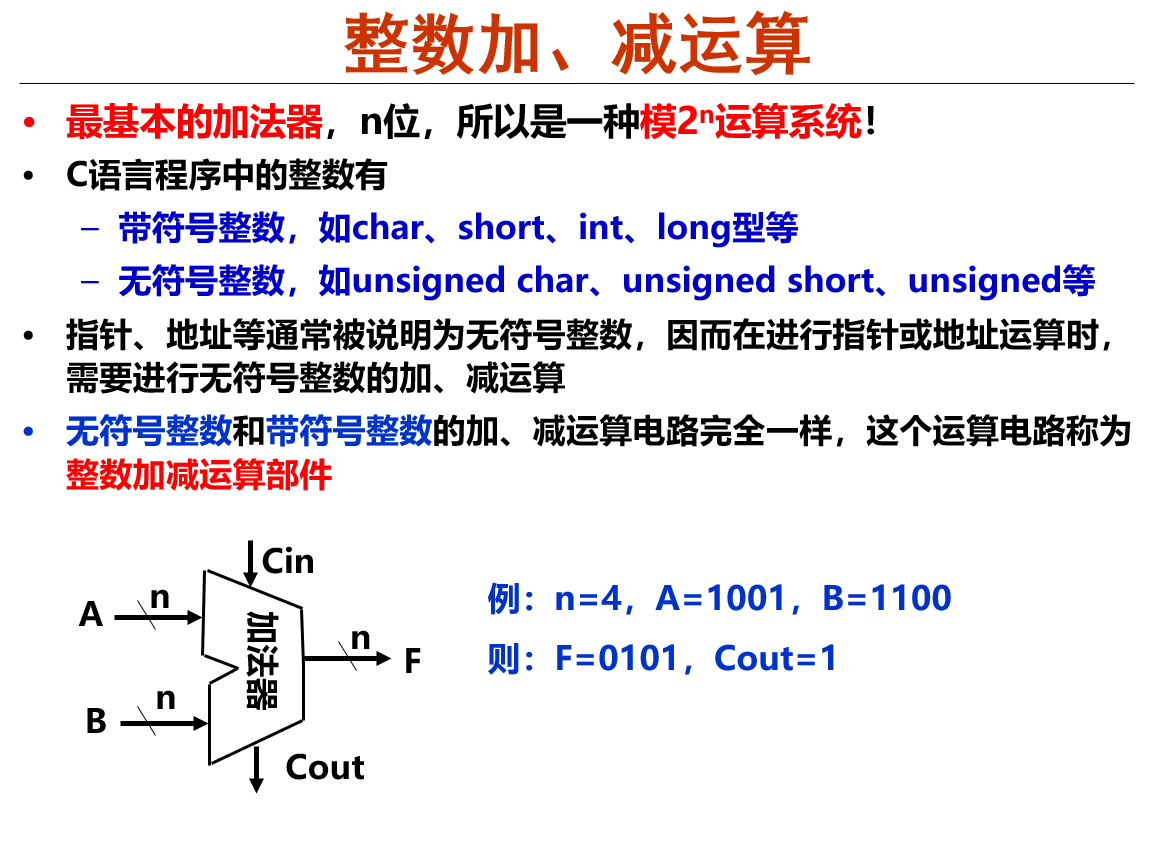 整数加、减运算
• 最基本的加法器，n位，所以是一种模2ⁿ运算系统！
• C语言程序中的整数有
– 带符号整数，如char、short、int、long型等
– 无符号整数，如unsigned char、unsigned short、unsigned等
• 指针、地址等通常被说明为无符号整数，因而在进行指针或地址运算时，
需要进行无符号整数的加、减运算
• 无符号整数和带符号整数的加、减运算电路完全一样，这个运算电路称为
整数加减运算部件
Cin
A
n
加法器
n
F
B
n
Cout
例：n=4，A=1001，B=1100
则：F=0101，Cout=1